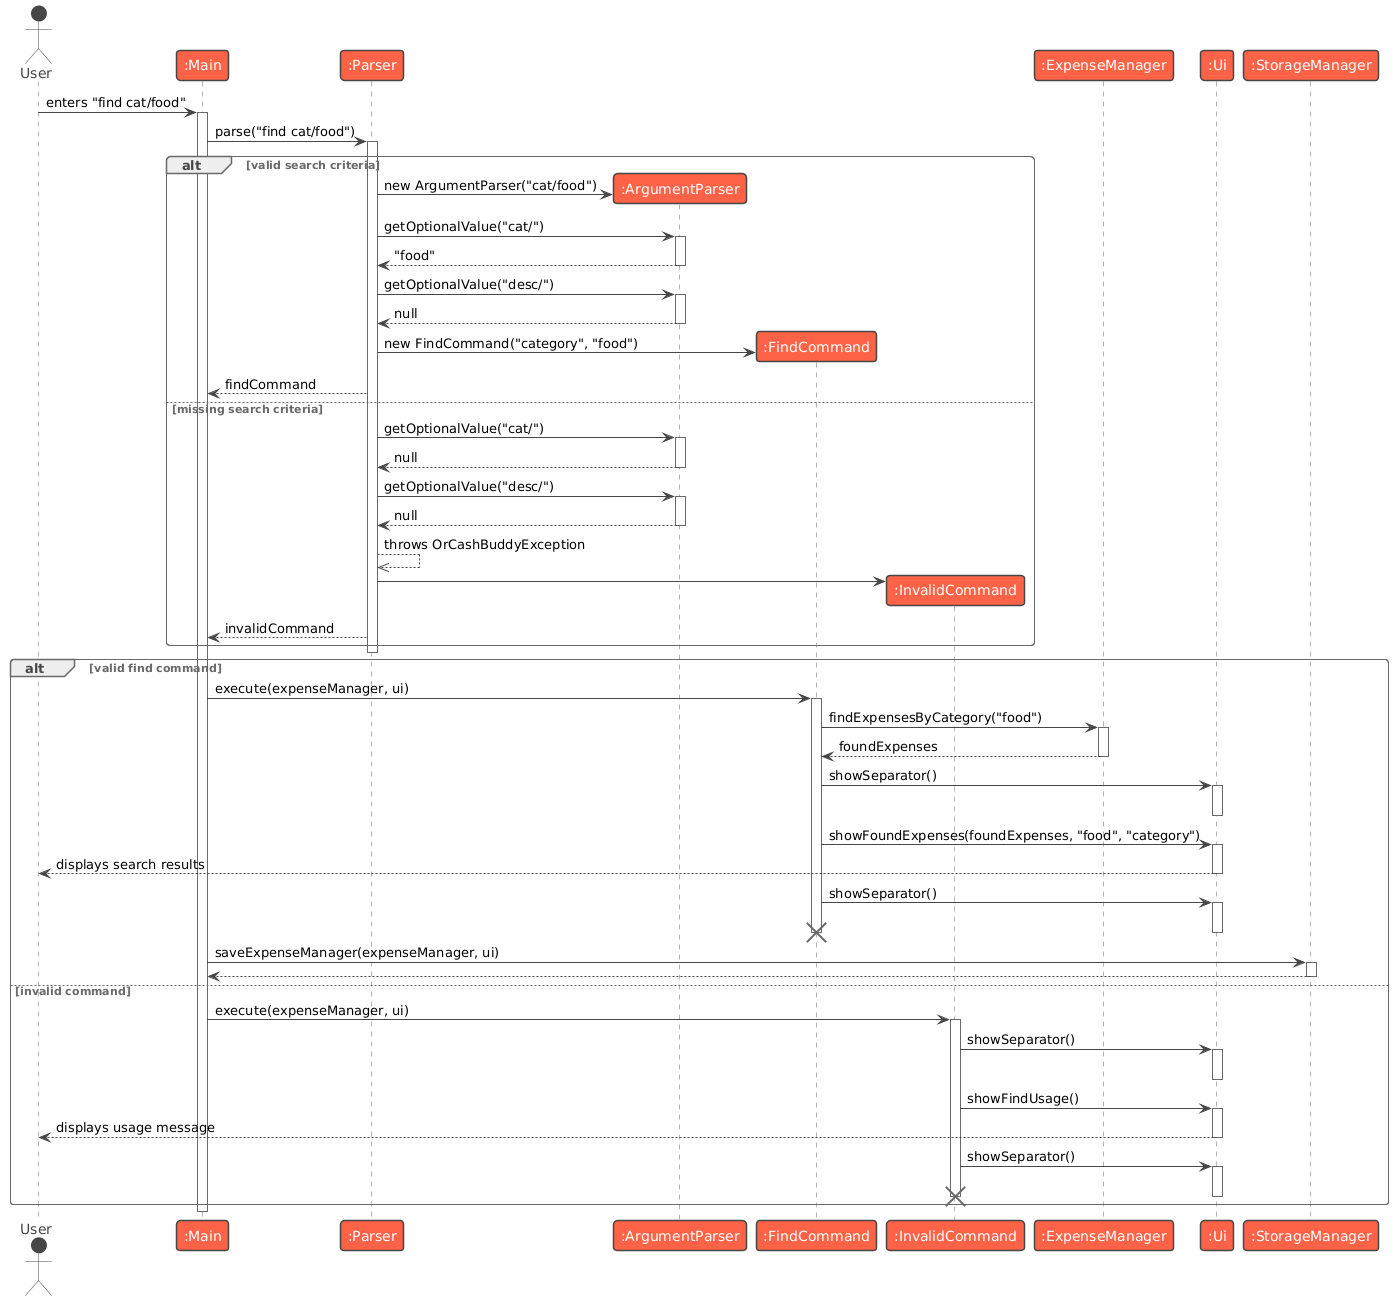 User
:Main
:Parser
:ExpenseManager
:Ui
:StorageManager
enters "find cat/food"
parse("find cat/food")
alt
[valid search criteria]
new ArgumentParser("cat/food")
:ArgumentParser
getOptionalValue("cat/")
"food"
getOptionalValue("desc/")
null
new FindCommand("category", "food")
:FindCommand
findCommand
[missing search criteria]
getOptionalValue("cat/")
null
getOptionalValue("desc/")
null
throws OrCashBuddyException
:InvalidCommand
invalidCommand
alt
[valid find command]
execute(expenseManager, ui)
findExpensesByCategory("food")
foundExpenses
showSeparator()
showFoundExpenses(foundExpenses, "food", "category")
displays search results
showSeparator()
saveExpenseManager(expenseManager, ui)
[invalid command]
execute(expenseManager, ui)
showSeparator()
showFindUsage()
displays usage message
showSeparator()
User
:Main
:Parser
:ArgumentParser
:FindCommand
:InvalidCommand
:ExpenseManager
:Ui
:StorageManager